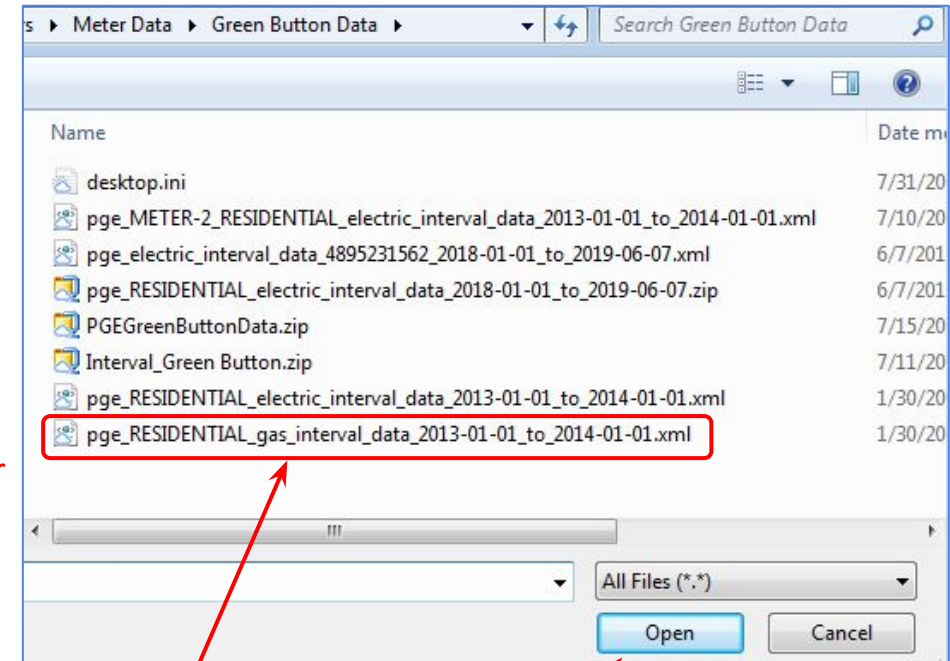 s ▸ Meter Data ▸ Green Button Data ▸ Search Green Button Data
Name Date m
desktop.ini 7/31/20
pge_METER-2_RESIDENTIAL_electric_interval_data_2013-01-01_to_2014-01-01.xml 7/10/20
pge_electric_interval_data_4895231562_2018-01-01_to_2019-06-07.xml 6/7/201
pge_RESIDENTIAL_electric_interval_data_2018-01-01_to_2019-06-07.zip 6/7/201
PGEGreenButtonData.zip 7/15/20
Interval_Green Button.zip 7/11/20
pge_RESIDENTIAL_electric_interval_data_2013-01-01_to_2014-01-01.xml 1/30/20
pge_RESIDENTIAL_gas_interval_data_2013-01-01_to_2014-01-01.xml 1/30/20
All Files (*.*)
Open Cancel